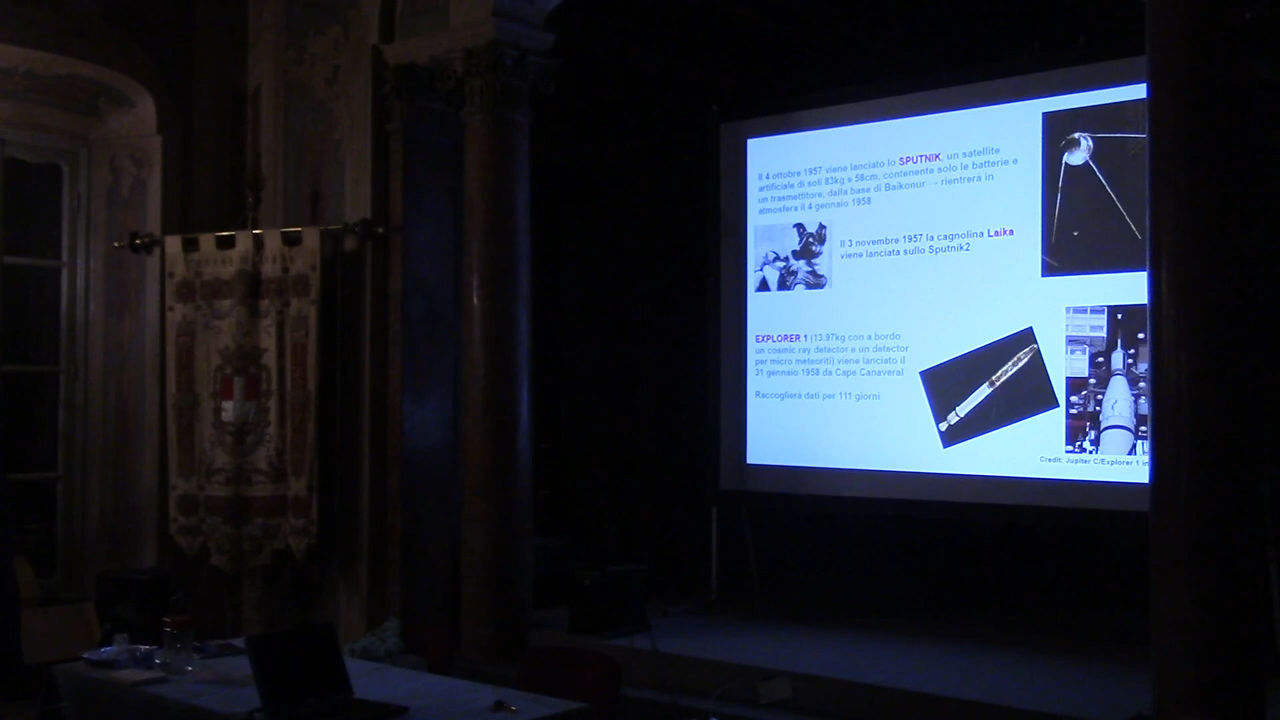 Il 4 ottobre 1957 viene lanciato lo SPUTNIK, un satellite
artificiale di soli 83kg e 58cm, contenente solo le batterie e
un trasmettitore, dalla base di Baikonur → rientrerà in
atmosfera il 4 gennaio 1958
Il 3 novembre 1957 la cagnolina Laika
viene lanciata sullo Sputnik2
EXPLORER 1 (13.97kg con a bordo
un cosmic ray detector e un detector
per micro meteoriti) viene lanciato il
31 gennaio 1958 da Cape Canaveral
Raccoglierà dati per 111 giorni
Credit: Jupiter C/Explorer 1 in